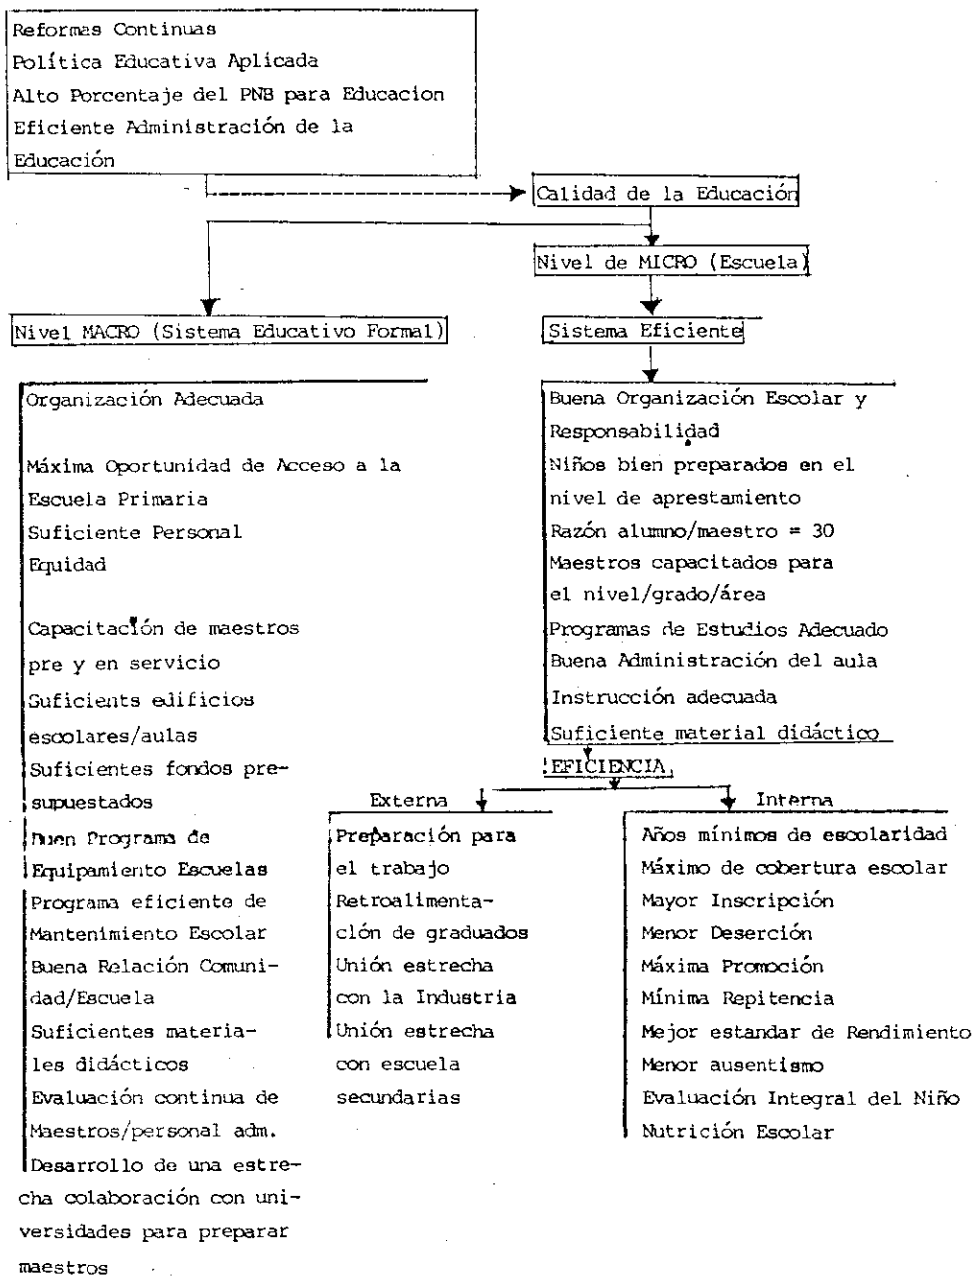 Reformas Continuas
Política Educativa Aplicada
Alto Porcentaje del PNB para Educacion
Eficiente Administración de la
Educación
Calidad de la Educación
Nivel de MICRO (Escuela)
Nivel MACRO (Sistema Educativo Formal)
Sistema Eficiente
Organización Adecuada
Máxima Oportunidad de Acceso a la
Escuela Primaria
Suficiente Personal
Equidad
Capacitación de maestros
pre y en servicio
Suficients edificios
escolares/aulas
Suficientes fondos pre-
supuestados
Buen Programa de
Equipamiento Escuelas
Programa eficiente de
Mantenimiento Escolar
Buena Relación Comuni-
dad/Escuela
Suficientes materia-
les didácticos
Evaluación continua de
Maestros/personal adm.
Desarrollo de una estre-
cha colaboración con uni-
versidades para preparar
maestros
Buena Organización Escolar y
Responsabilidad
Niños bien preparados en el
nivel de aprestamiento
Razón alumno/maestro = 30
Maestros capacitados para
el nivel/grado/área
Programas de Estudios Adecuado
Buena Administración del aula
Instrucción adecuada
Suficiente material didáctico
EFICIENCIA
Externa
Preparación para
el trabajo
Retroalimenta-
ción de graduados
Unión estrecha
con la Industria
Unión estrecha
con escuela
secundarias
Interna
Años mínimos de escolaridad
Máximo de cobertura escolar
Mayor Inscripción
Menor Deserción
Máxima Promoción
Mínima Repitencia
Mejor estandar de Rendimiento
Menor ausentismo
Evaluación Integral del Niño
Nutrición Escolar